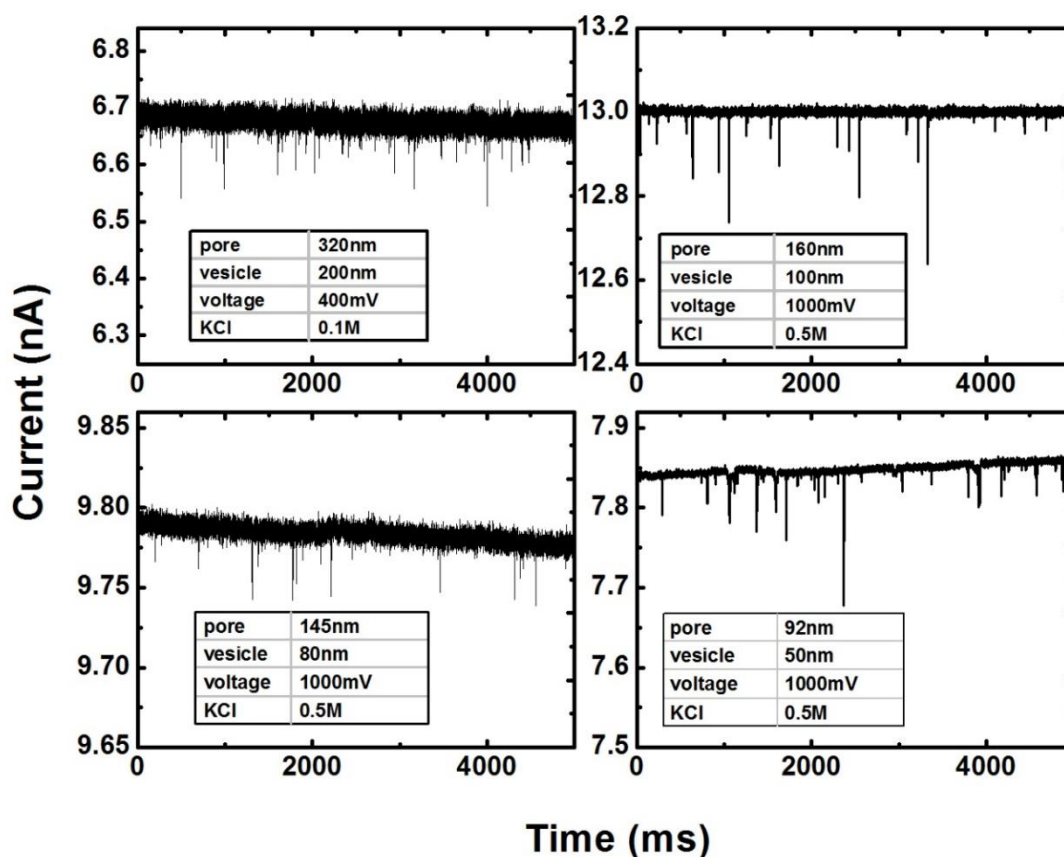 Current (nA)
6.8
6.7
6.6
6.5
6.4
6.3
0 2000 4000
pore 320nm
vesicle 200nm
voltage 400mV
KCl 0.1M
13.2
13.0
12.8
12.6
12.4
0 2000 4000
pore 160nm
vesicle 100nm
voltage 1000mV
KCl 0.5M
9.85
9.80
9.75
9.70
9.65
0 2000 4000
pore 145nm
vesicle 80nm
voltage 1000mV
KCl 0.5M
7.9
7.8
7.7
7.6
7.5
0 2000 4000
pore 92nm
vesicle 50nm
voltage 1000mV
KCl 0.5M
Time (ms)